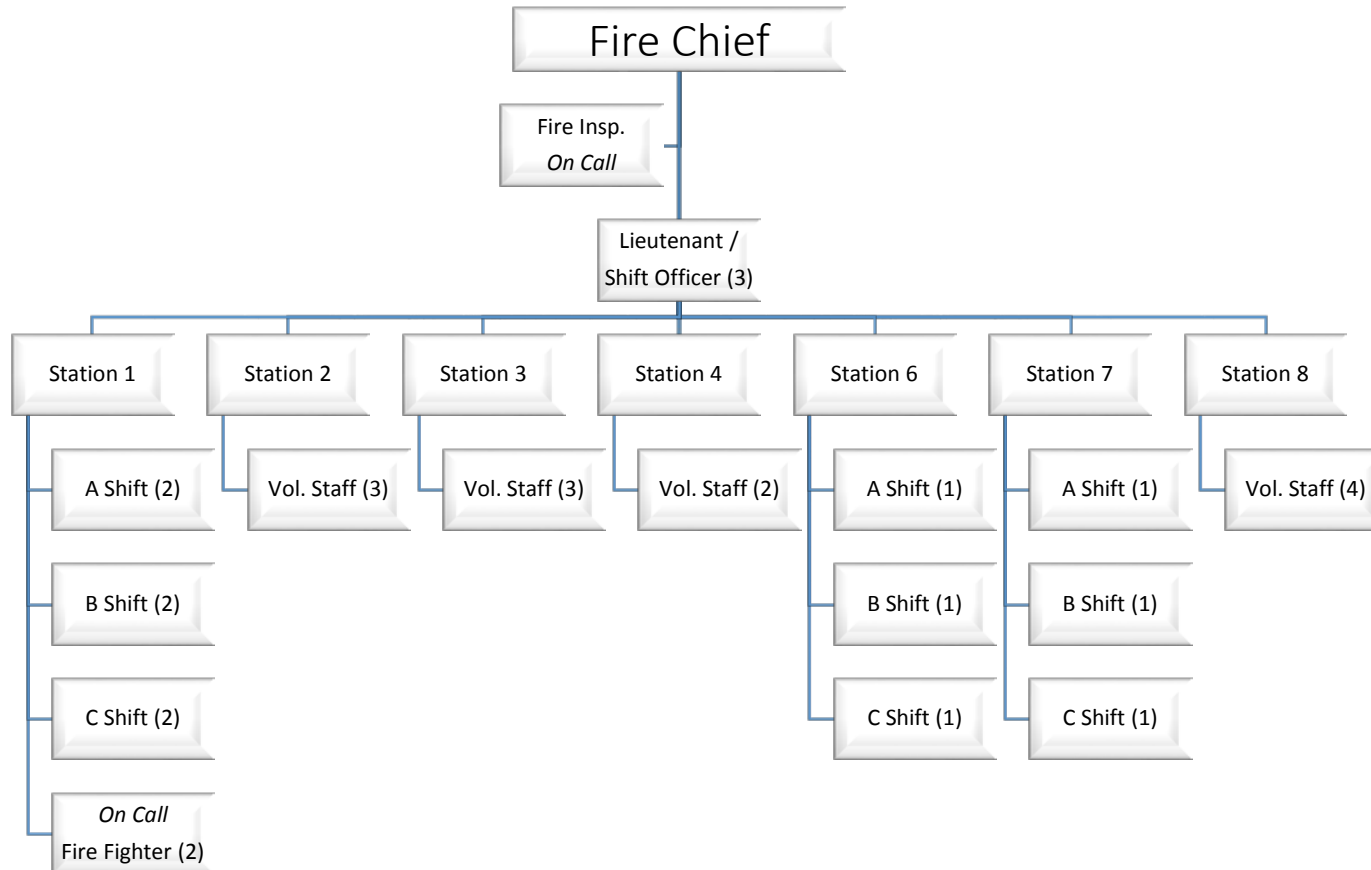 Fire Chief
Fire Insp.
On Call
Lieutenant /
Shift Officer (3)
Station 1
Station 2
Station 3
Station 4
Station 6
Station 7
Station 8
A Shift (2)
Vol. Staff (3)
Vol. Staff (3)
Vol. Staff (2)
A Shift (1)
A Shift (1)
Vol. Staff (4)
B Shift (2)
B Shift (1)
B Shift (1)
C Shift (2)
C Shift (1)
C Shift (1)
On Call
Fire Fighter (2)